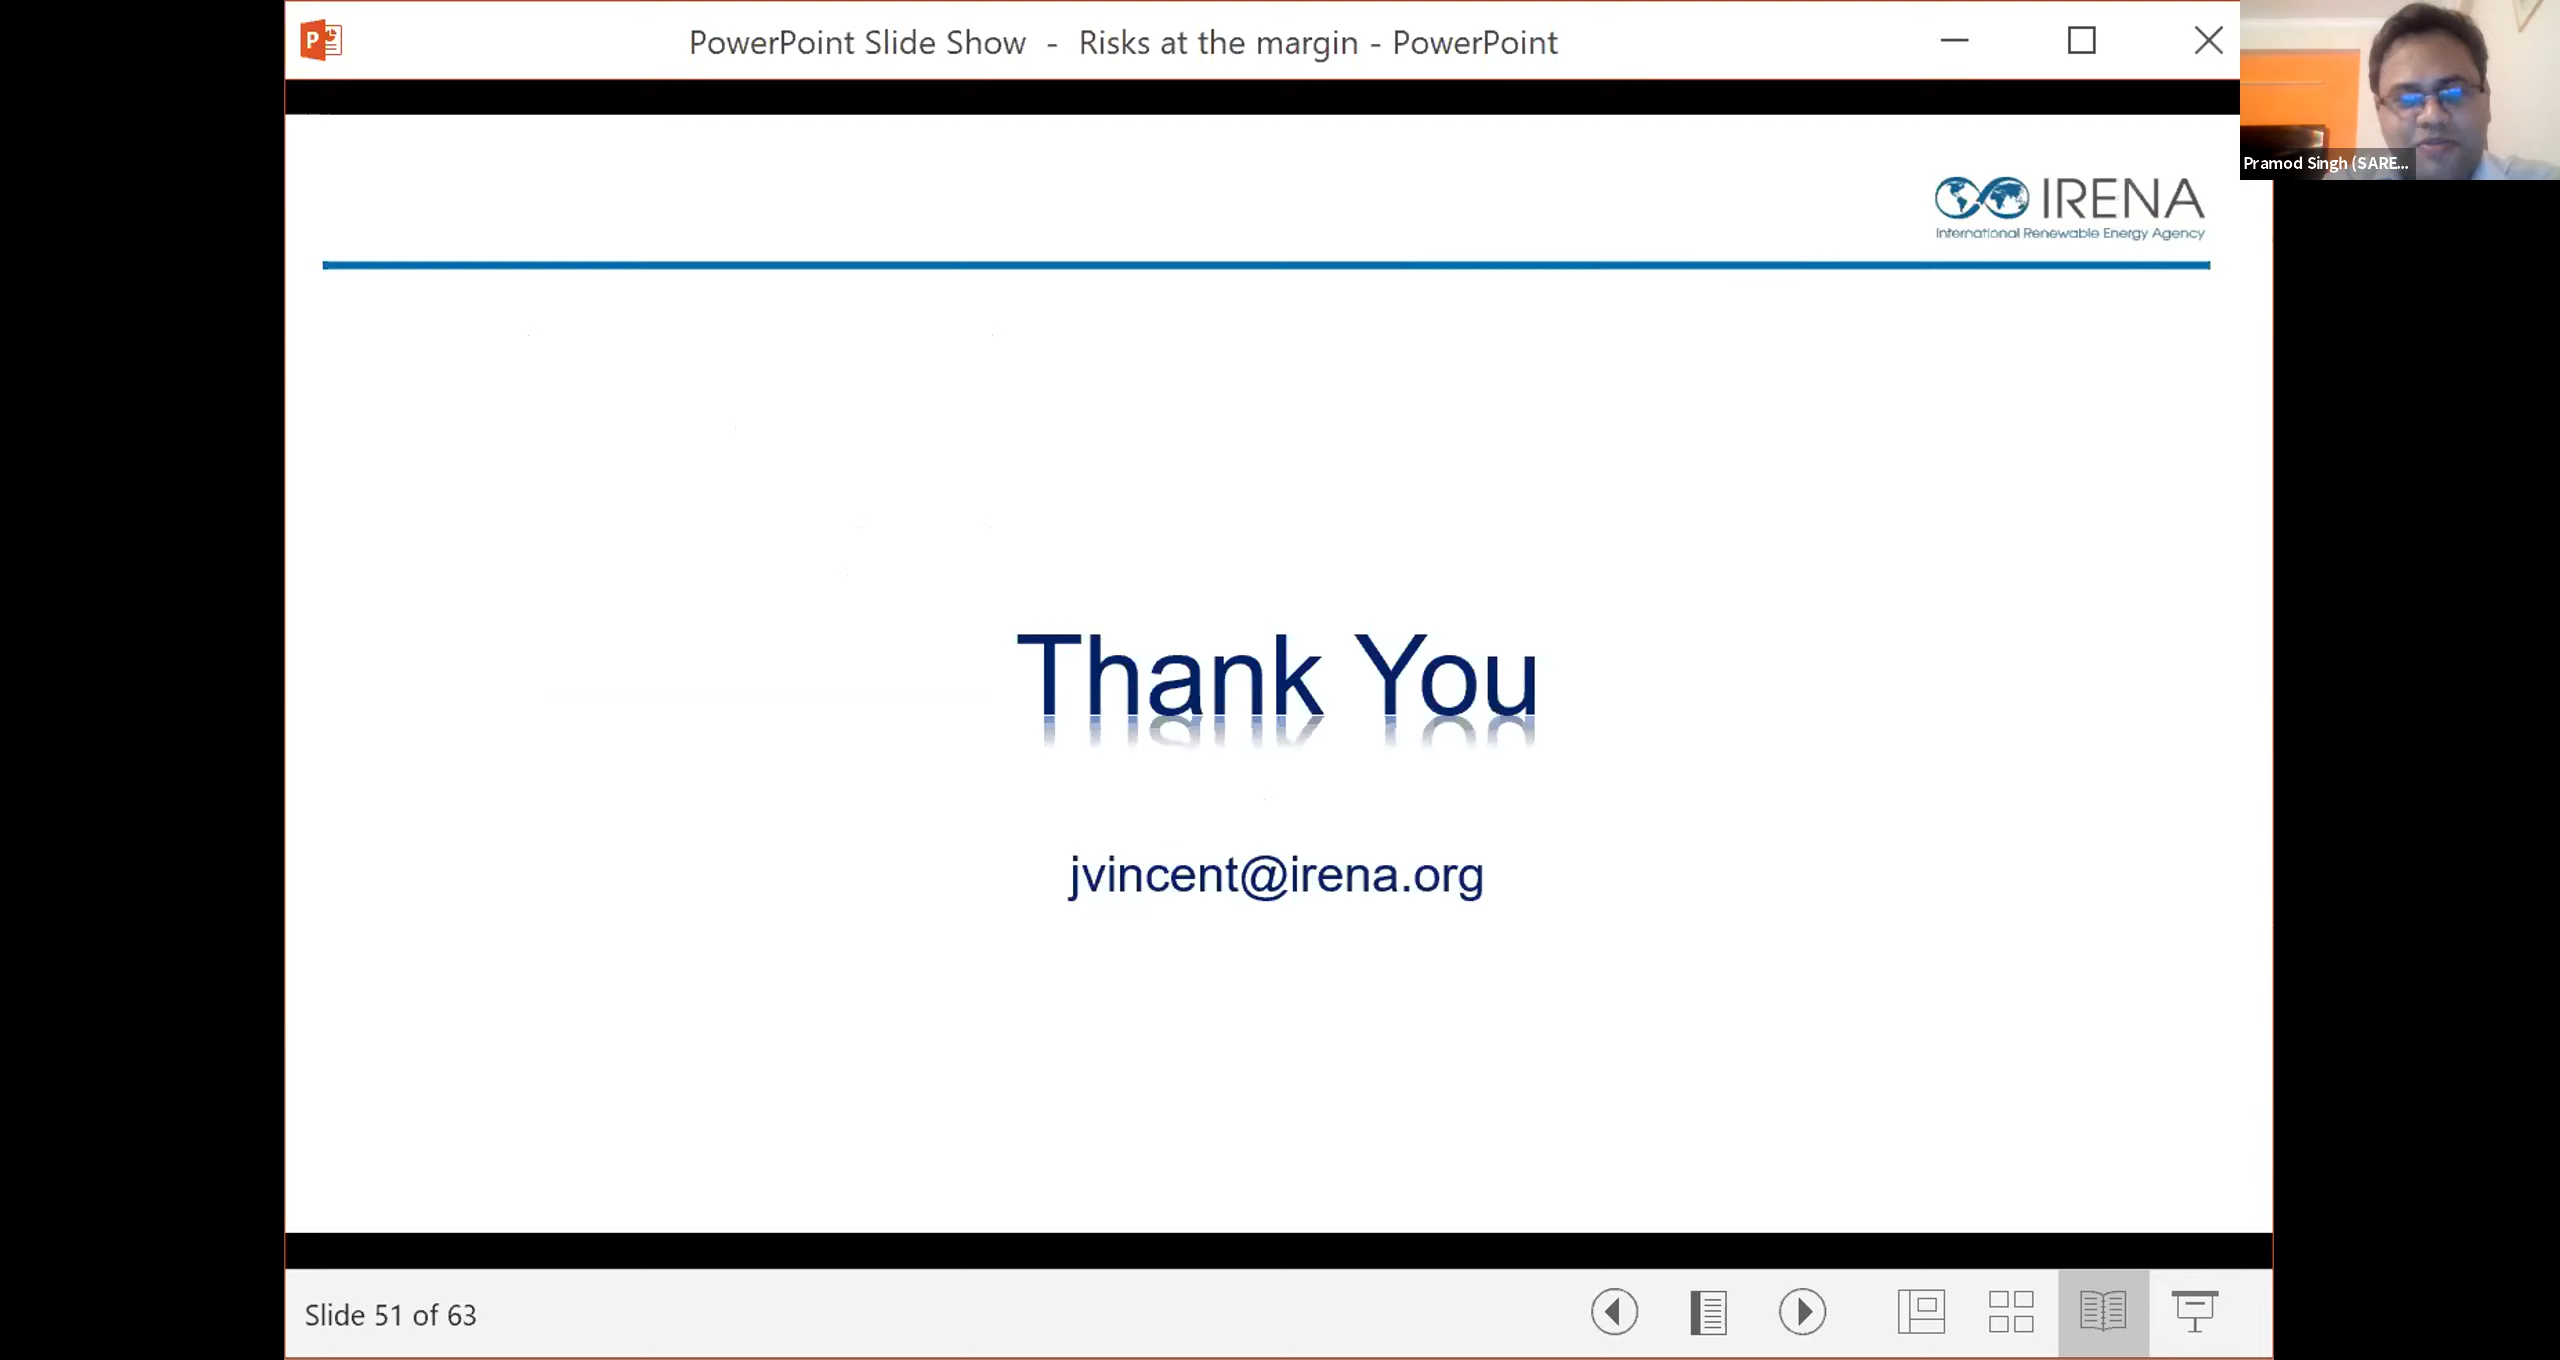 PowerPoint Slide Show - Risks at the margin - PowerPoint
Pramod Singh (SARE...
IRENA
International Renewable Energy Agency
Thank You
jvincent@irena.org
Slide 51 of 63